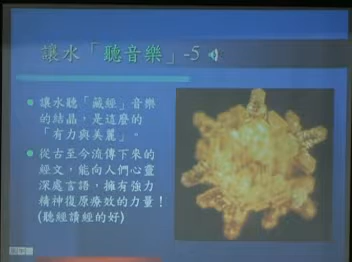 讓水「聽音樂」-5
讓水聽「藏經」音樂
的結晶，是這麼的
「有力與美麗」。
從古至今流傳下來的
經文，能向人們心靈
深處言語，擁有強力
精神復原療效的力量！
(聽經讀經的好)